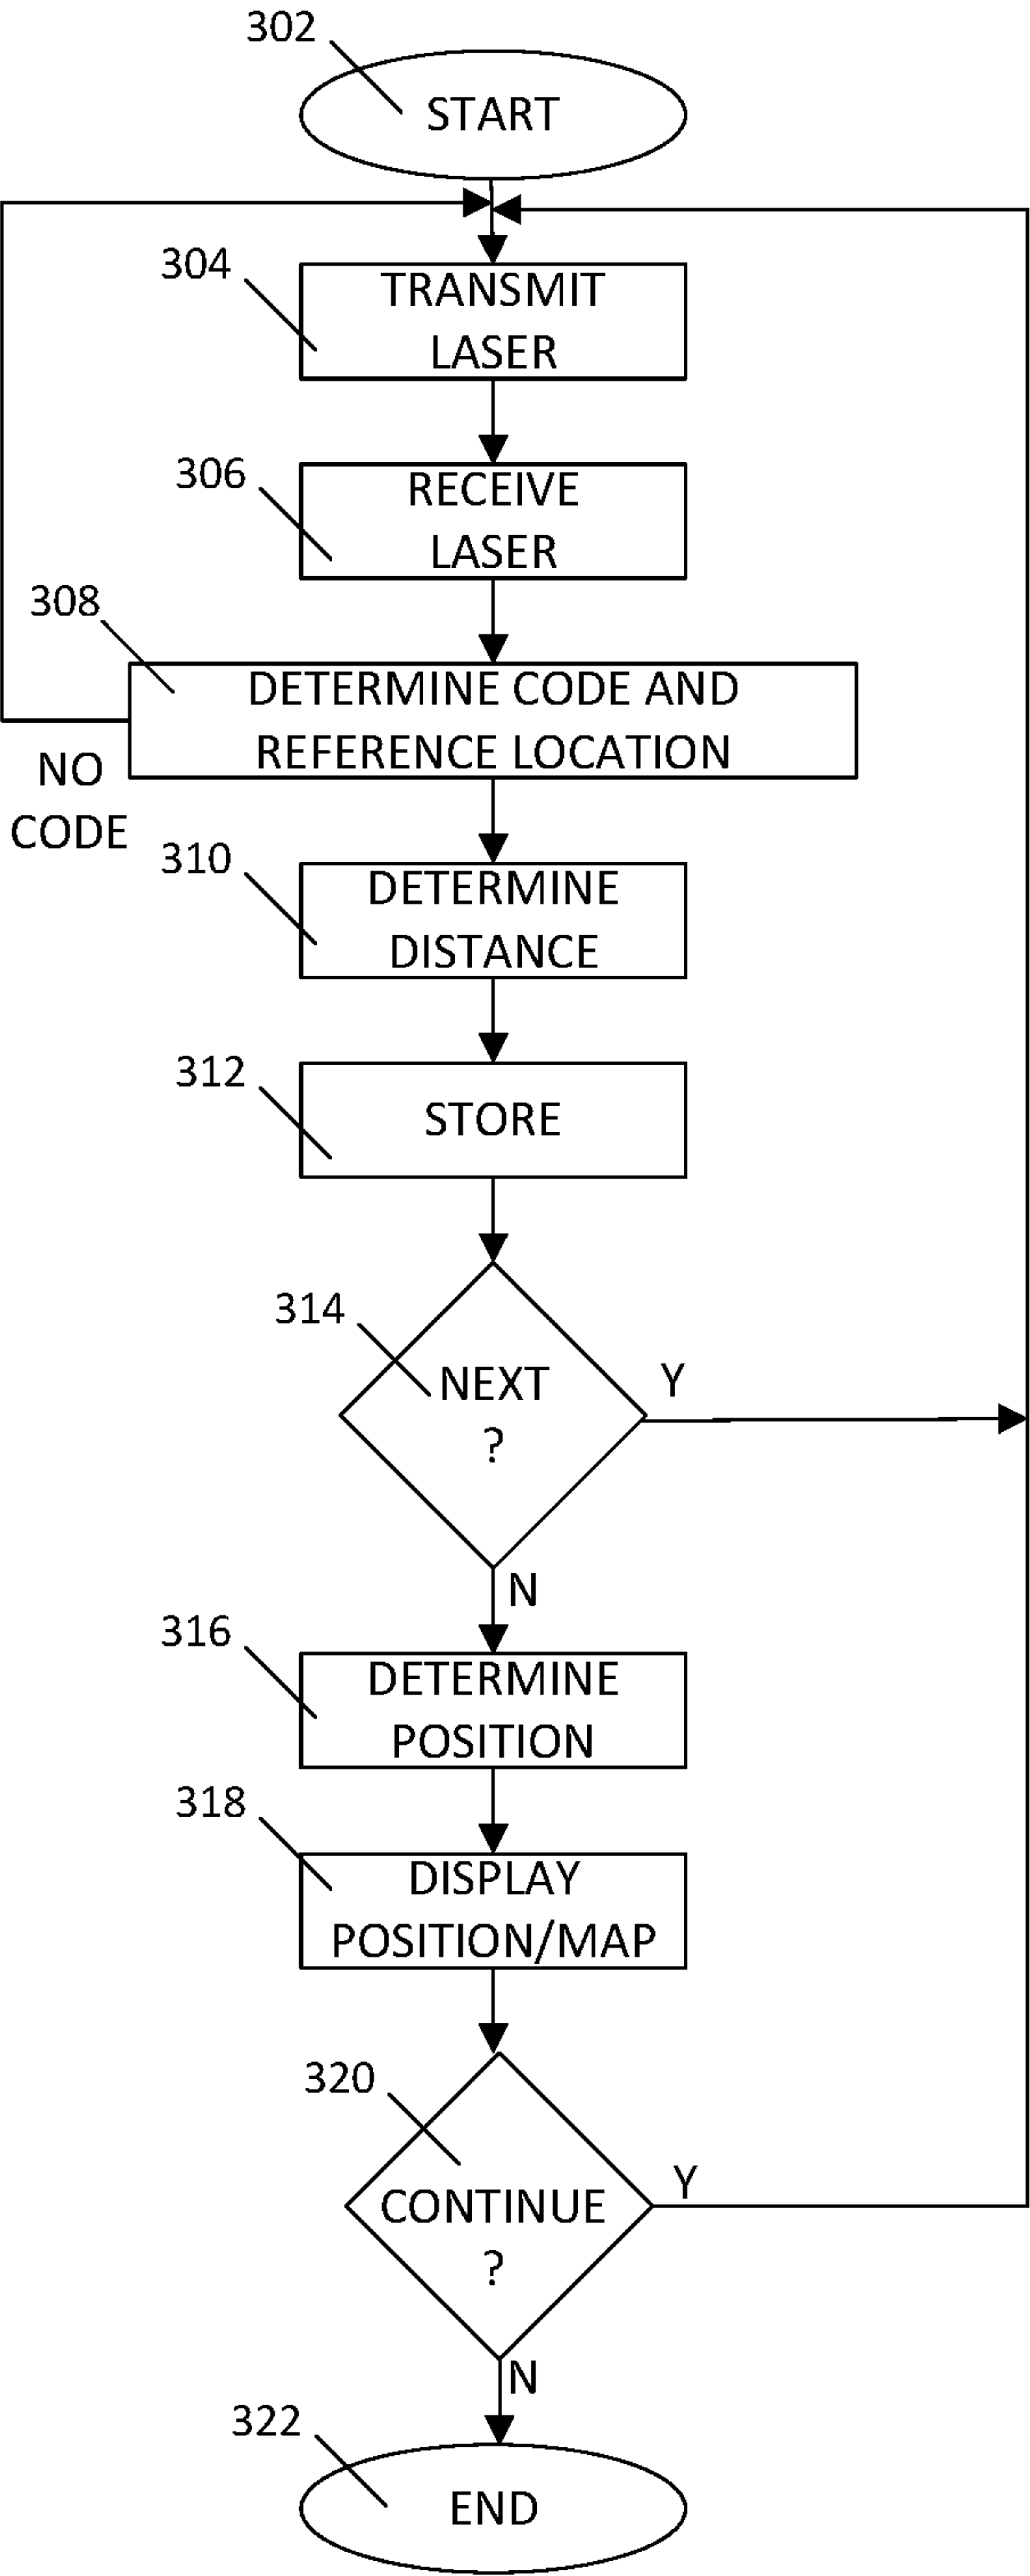 302
START
304
TRANSMIT
LASER
306
RECEIVE
LASER
308
DETERMINE CODE AND
REFERENCE LOCATION
NO
CODE
310
DETERMINE
DISTANCE
312
STORE
314
NEXT
?
Y
N
316
DETERMINE
POSITION
318
DISPLAY
POSITION/MAP
320
CONTINUE
?
Y
N
322
END